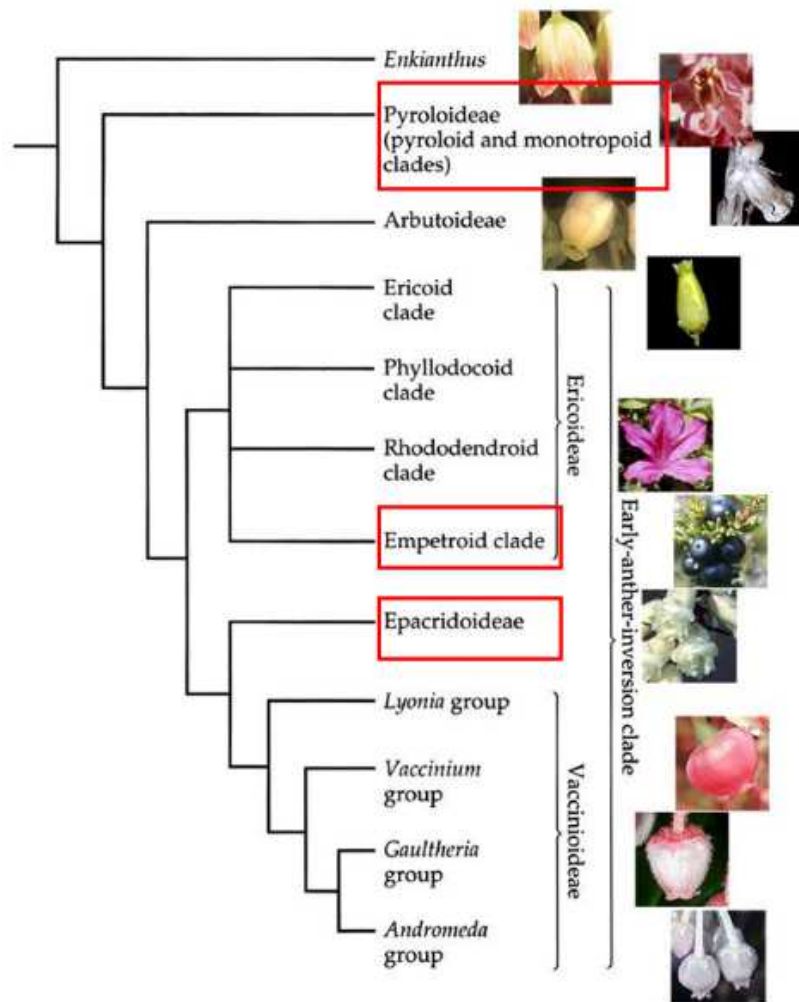 Enkianthus
Pyroloideae
(pyroloid and monotropoid
clades)
Arbutoideae
Ericoid
clade
Phyllodocoid
clade
Rhododendroid
clade
Empetroid clade
Epacridoideae
Lyonia group
Vaccinium
group
Gaultheria
group
Andromeda
group
Ericoideae
Vaccinioideae
Early-anther-inversion clade